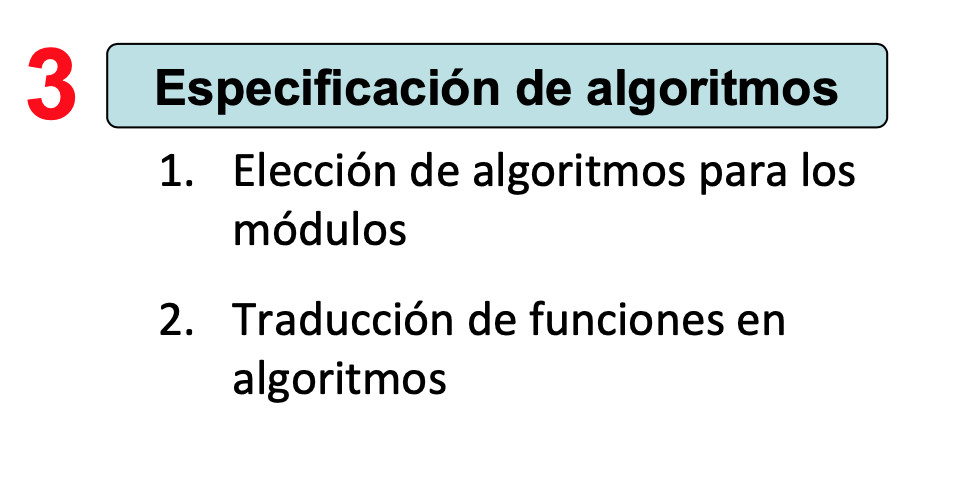 3 Especificación de algoritmos
1. Elección de algoritmos para los
módulos
2. Traducción de funciones en
algoritmos